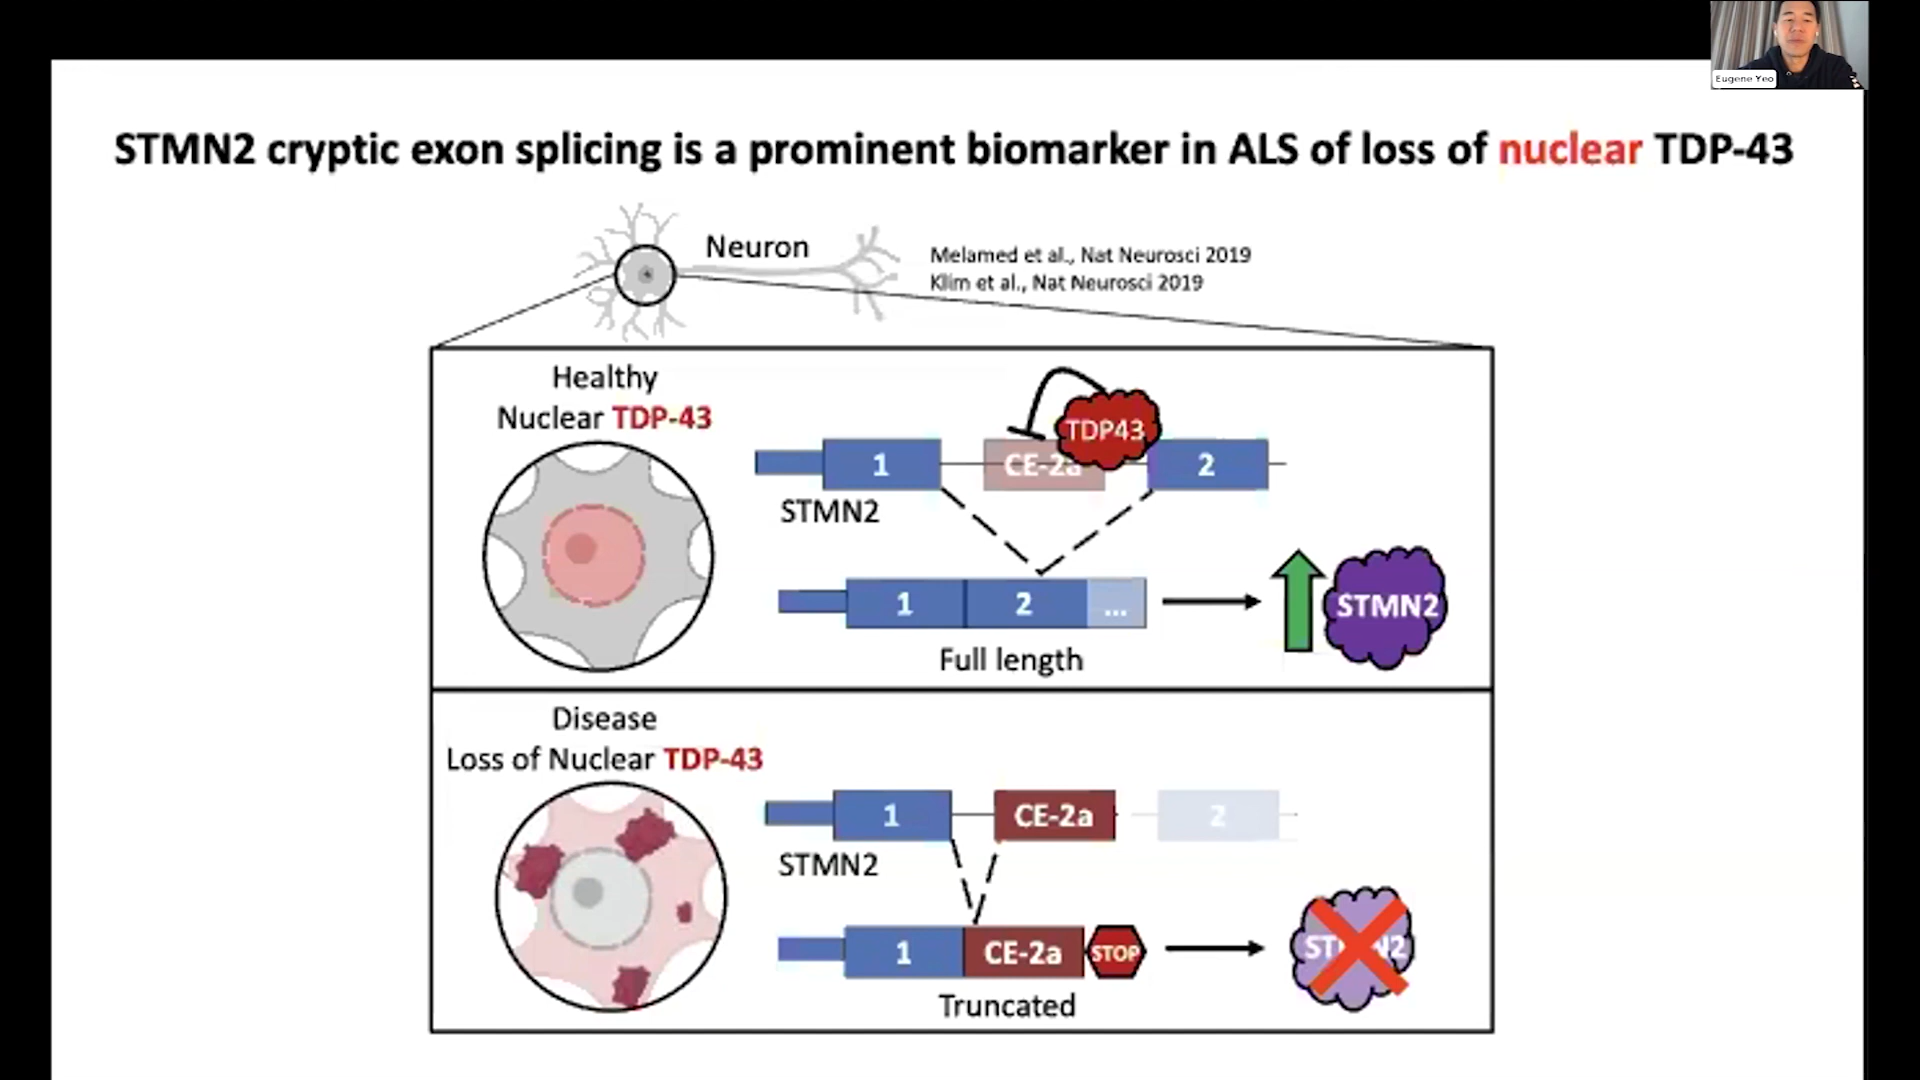 Eugene Yeo
STMN2 cryptic exon splicing is a prominent biomarker in ALS of loss of nuclear TDP-43
Neuron
Melamed et al., Nat Neurosci 2019
Klim et al., Nat Neurosci 2019
Healthy
Nuclear TDP-43
TDP43
1
CE-2a
2
STMN2
1
2
...
STMN2
Full length
Disease
Loss of Nuclear TDP-43
1
CE-2a
2
STMN2
1
CE-2a
STOP
STMN2
Truncated